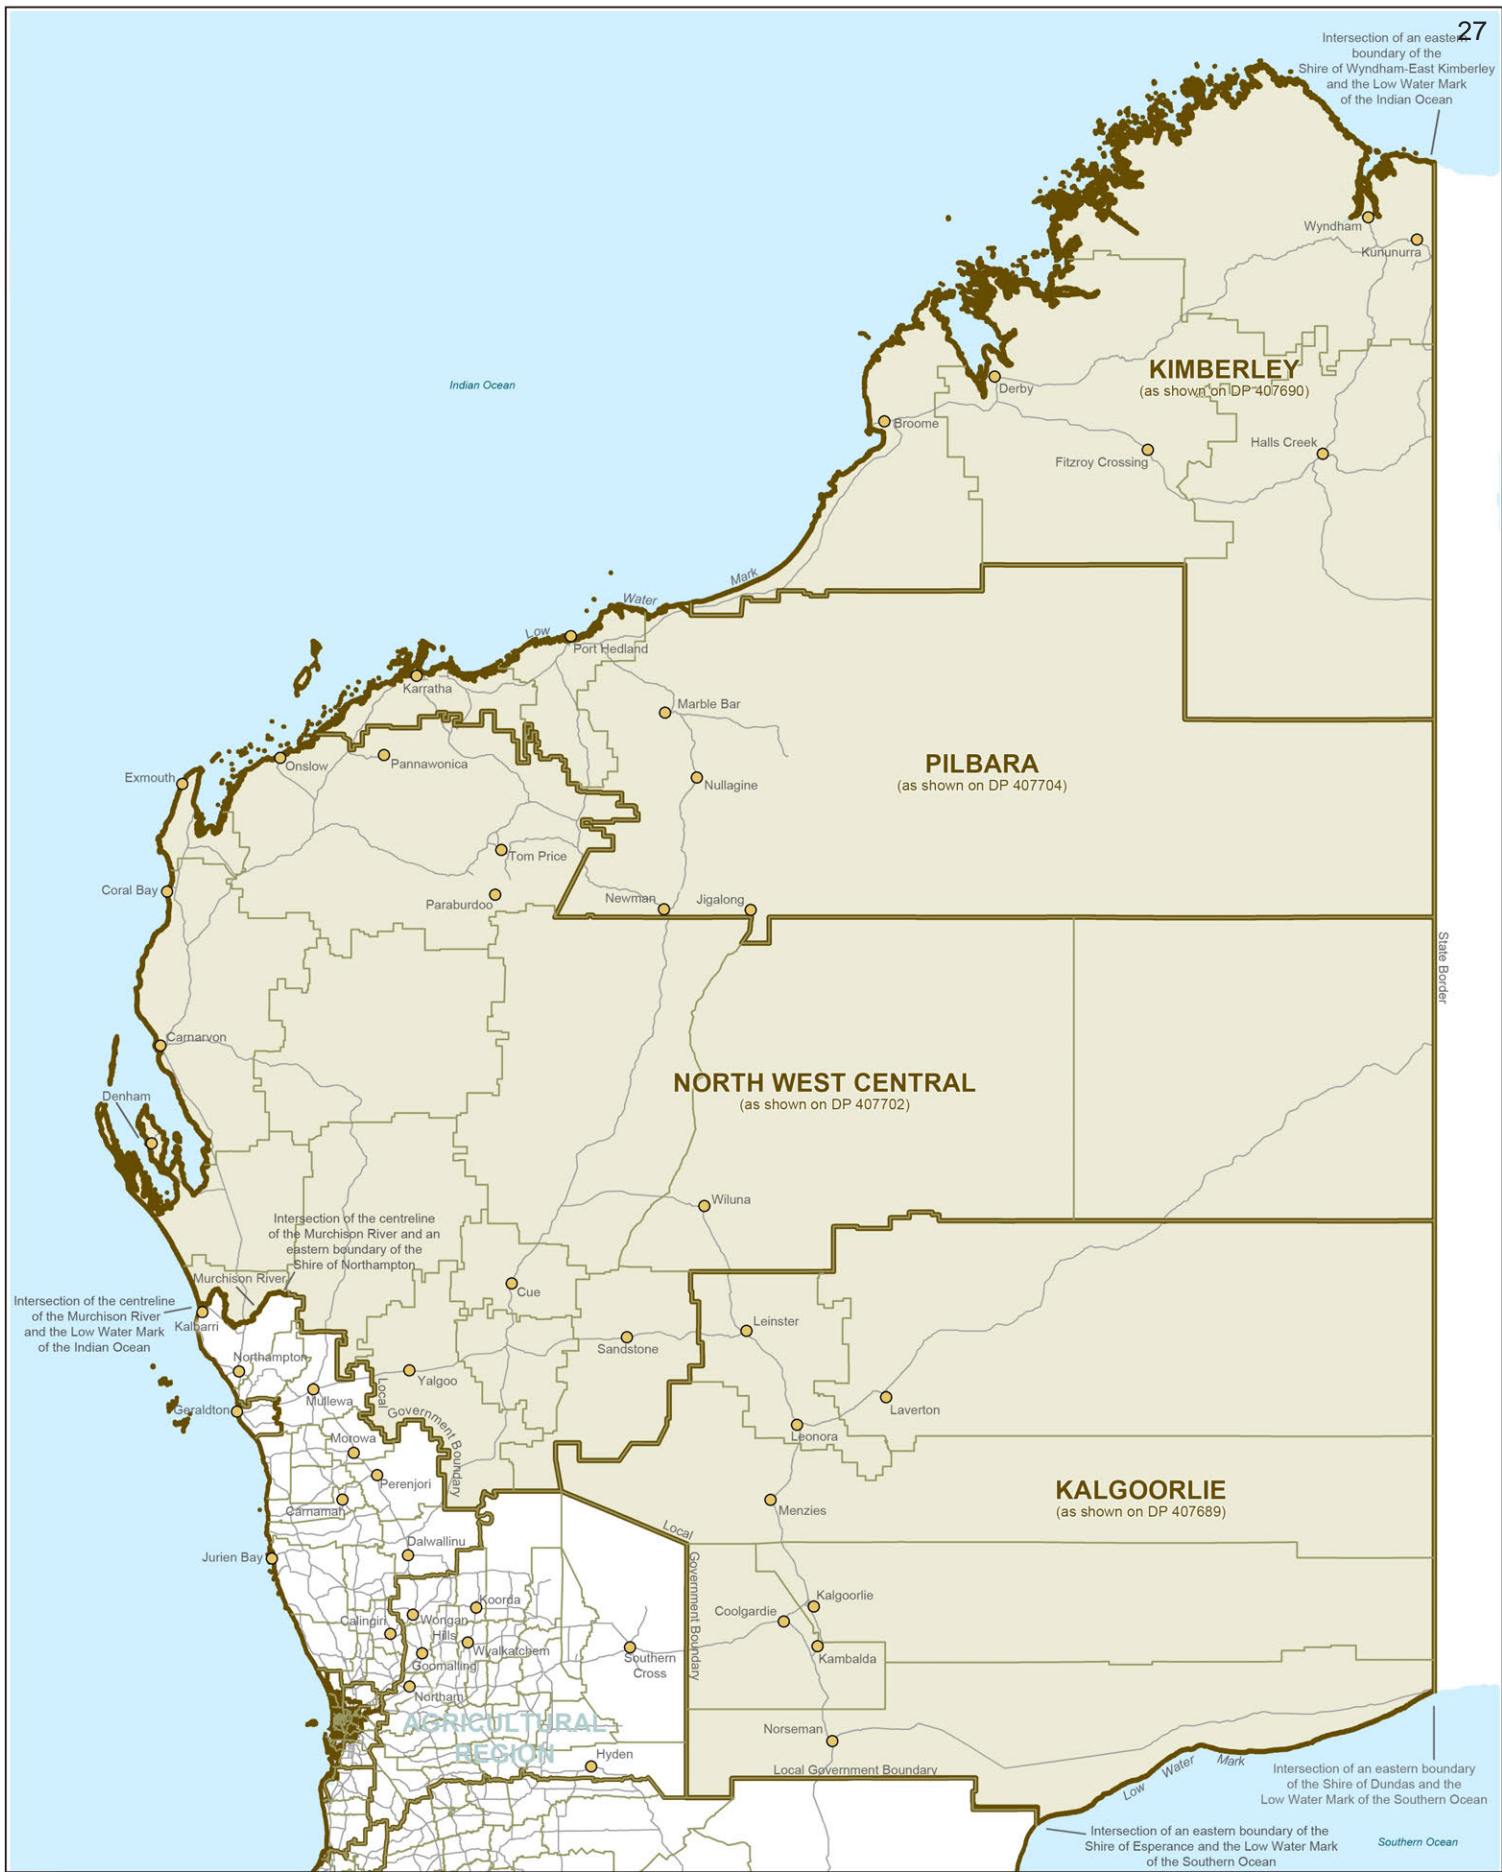 27
Intersection of an eastern
boundary of the
Shire of Wyndham-East Kimberley
and the Low Water Mark
of the Indian Ocean
Wyndham
Kununurra
Indian Ocean
KIMBERLEY
(as shown on DP 407690)
Derby
Broome
Halls Creek
Fitzroy Crossing
Low Water Mark
Port Hedland
Karratha
Marble Bar
Onslow
Pannawonica
PILBARA
(as shown on DP 407704)
Exmouth
Nullagine
Tom Price
Coral Bay
Paraburdoo
Newman
Jigalong
State Border
Carnarvon
NORTH WEST CENTRAL
(as shown on DP 407702)
Denham
Wiluna
Intersection of the centreline
of the Murchison River and an
eastern boundary of the
Shire of Northampton
Murchison River
Cue
Intersection of the centreline
of the Murchison River
and the Low Water Mark
of the Indian Ocean
Kalbarri
Leinster
Sandstone
Northampton
Yalgoo
Mullewa
Local Government Boundary
Laverton
Geraldton
Leonora
Morowa
Perenjori
KALGOORLIE
(as shown on DP 407689)
Carnamah
Menzies
Local Government Boundary
Dalwallinu
Jurien Bay
Koorda
Kalgoorlie
Coolgardie
Calingiri
Wongan
Hills
Wyalkatchem
Goomalling
Southern
Cross
Kambalda
Northam
AGRICULTURAL
REGION
Norseman
Hyden
Local Government Boundary
Low Water Mark
Intersection of an eastern boundary
of the Shire of Dundas and the
Low Water Mark of the Southern Ocean
Intersection of an eastern boundary of the
Shire of Esperance and the Low Water Mark
of the Southern Ocean
Southern Ocean